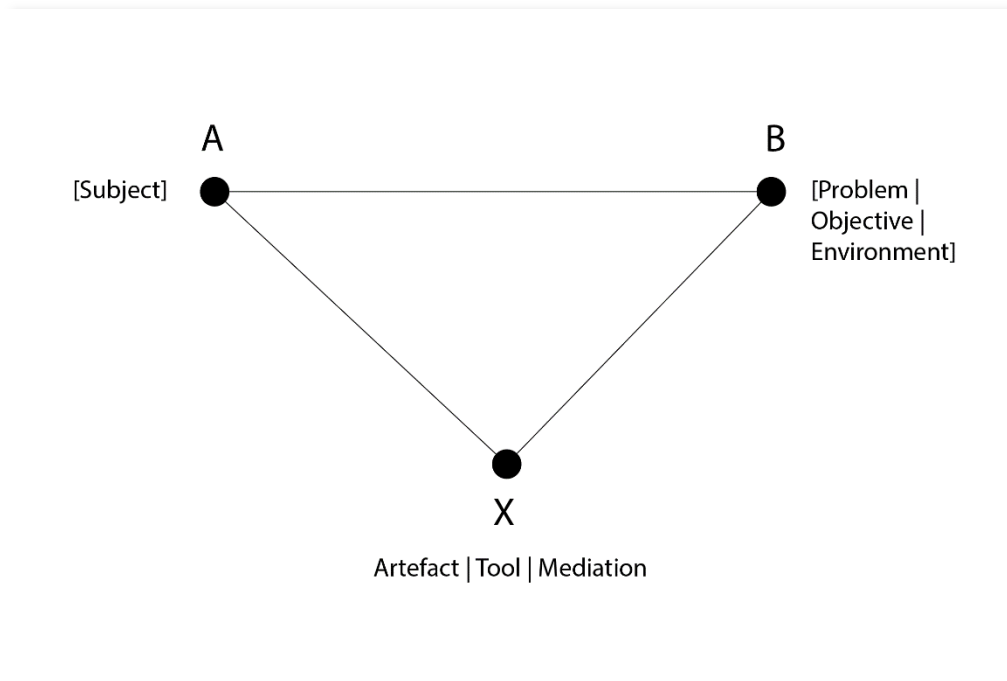 A
B
[Subject]
[Problem |
Objective |
Environment]
X
Artefact | Tool | Mediation